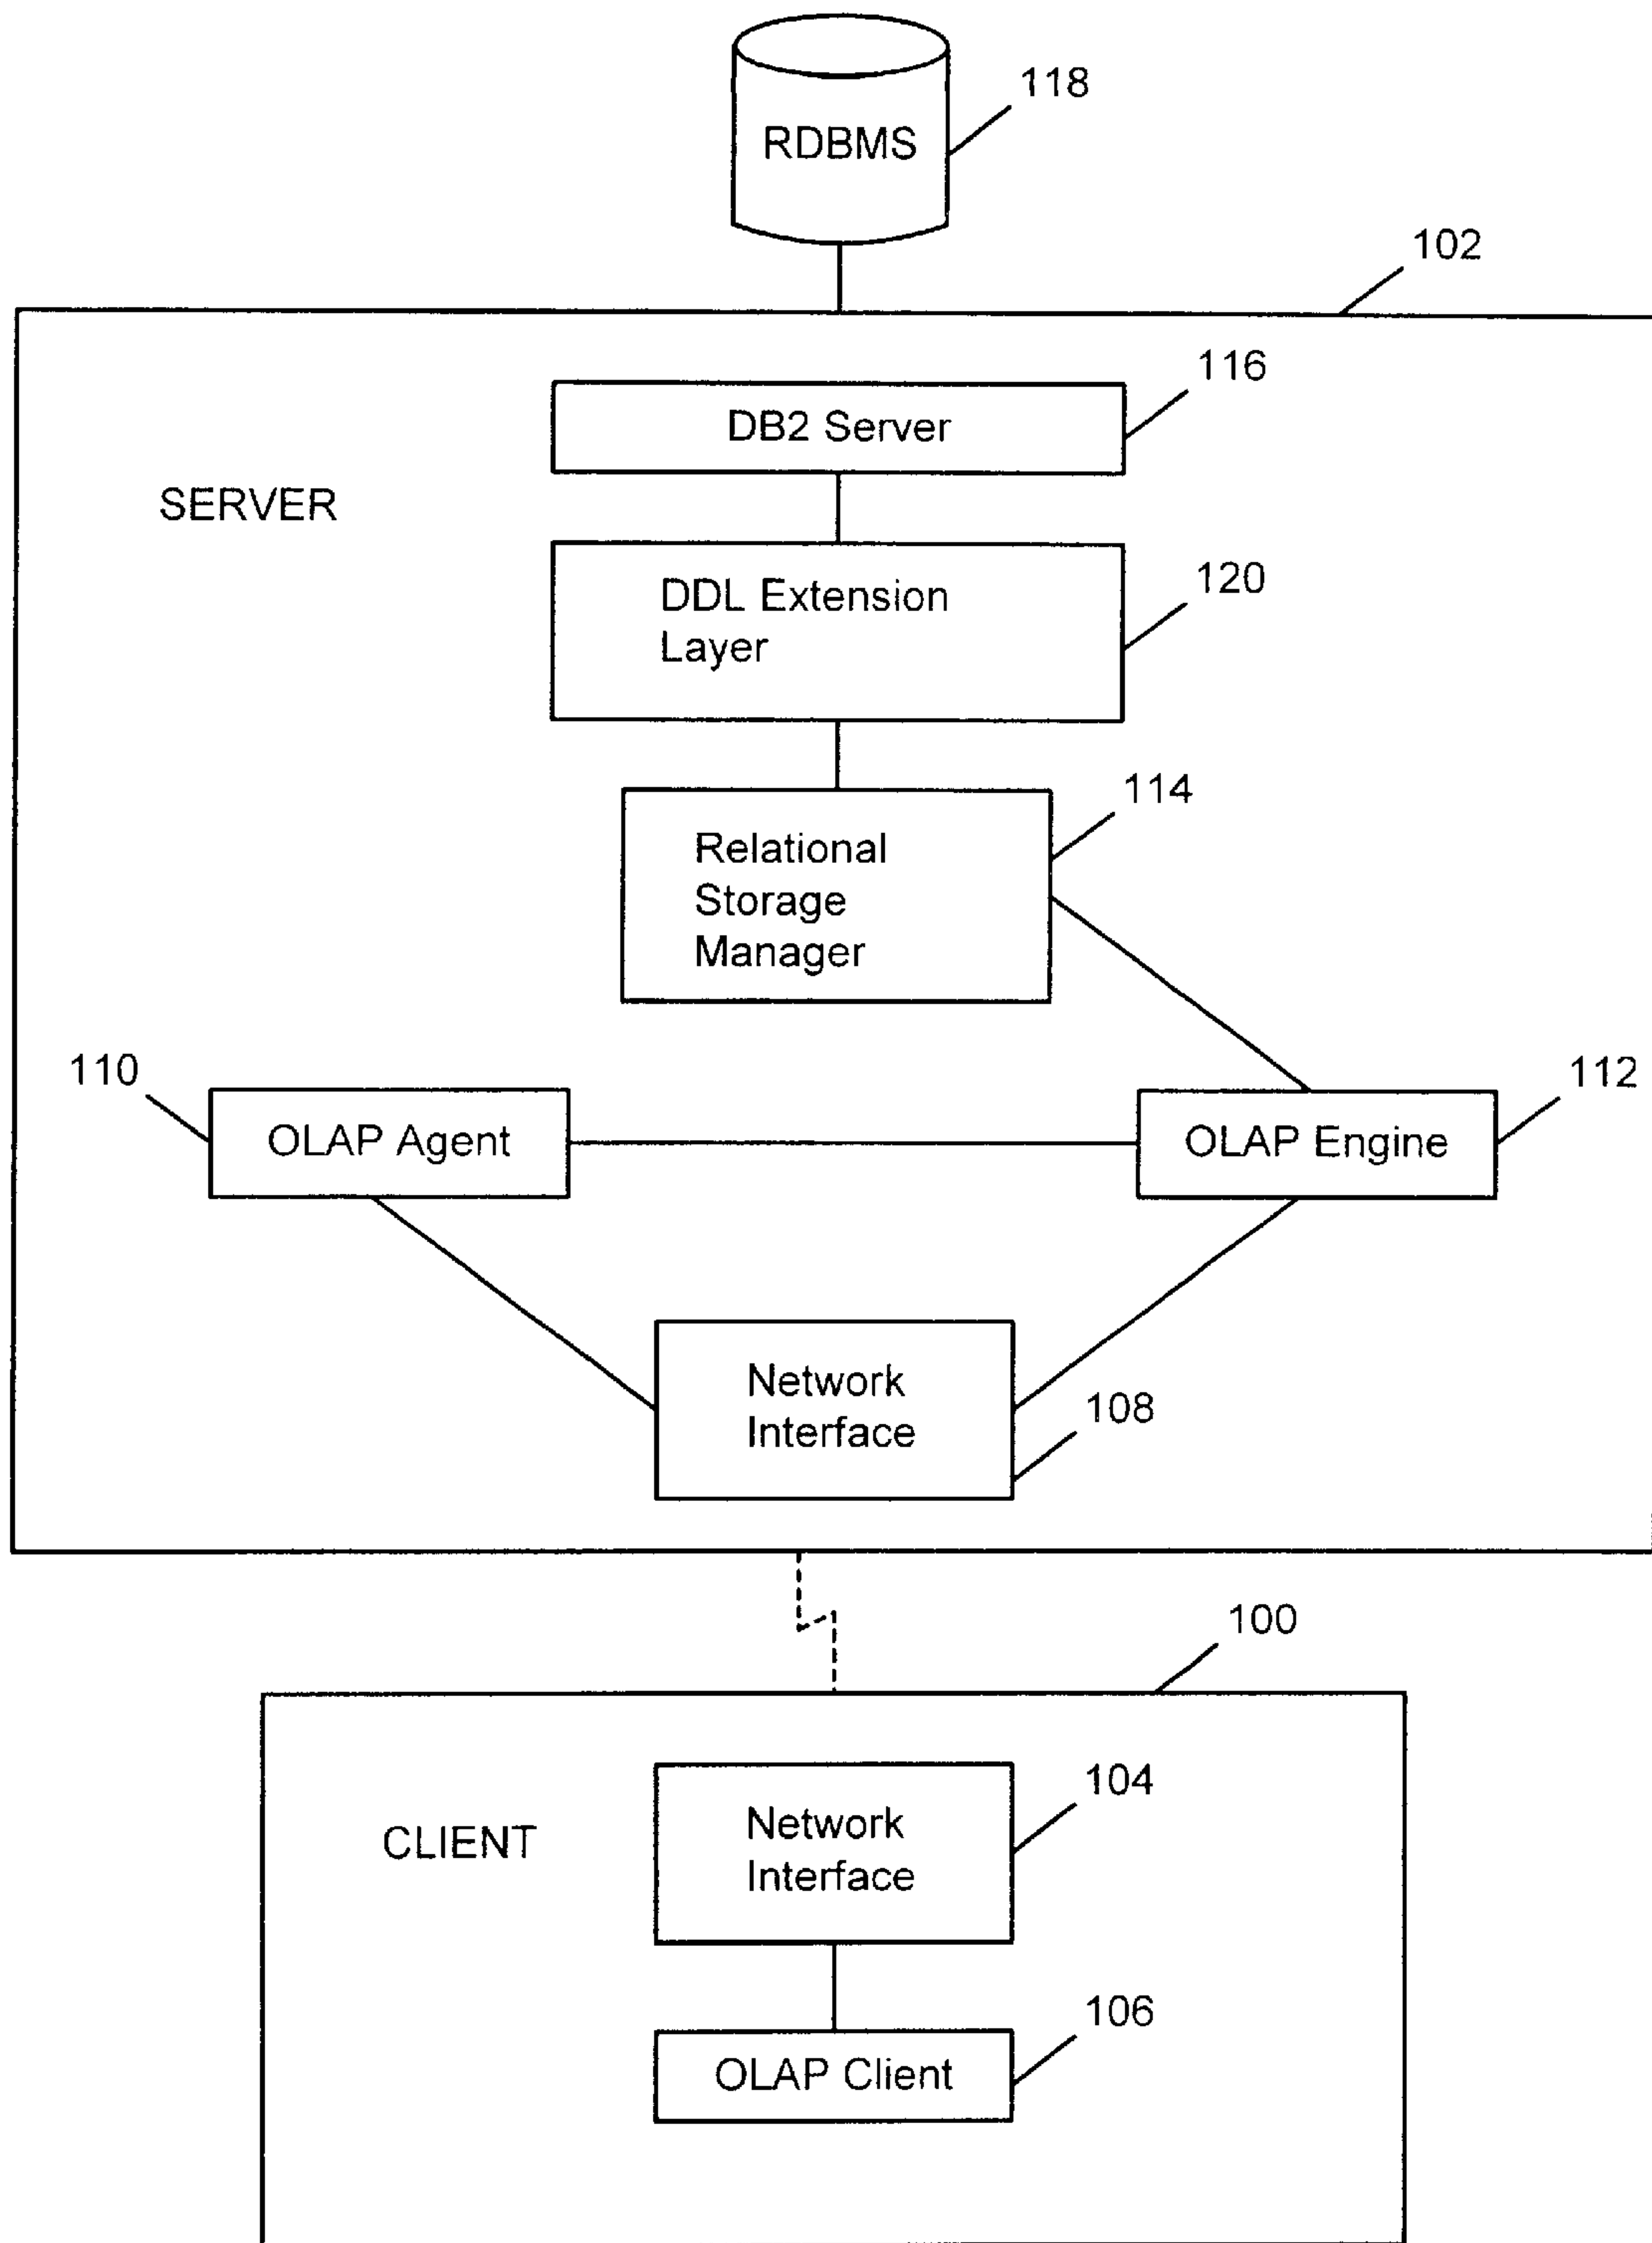 118
RDBMS
102
116
DB2 Server
SERVER
120
DDL Extension
Layer
114
Relational
Storage
Manager
110
112
OLAP Agent
OLAP Engine
Network
Interface
108
100
104
Network
Interface
CLIENT
106
OLAP Client